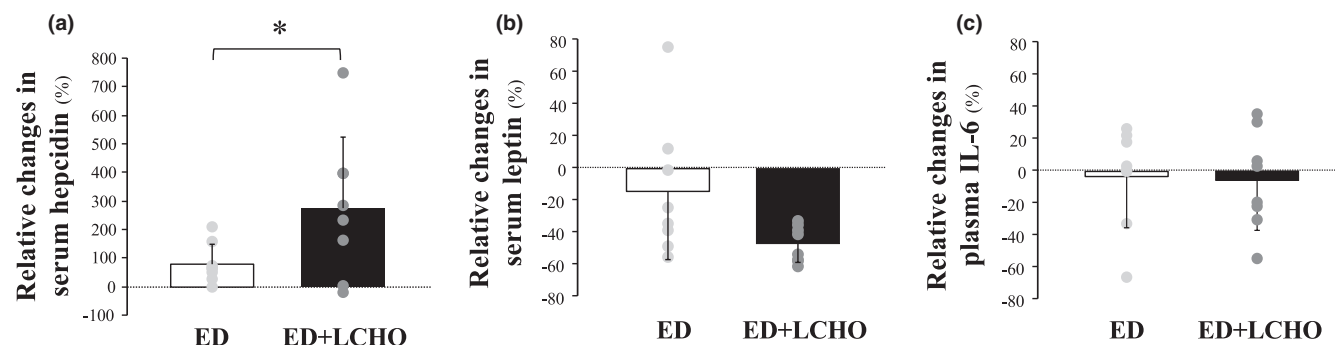 (a)
*
Relative changes in
serum hepcidin (%)
800
700
600
500
400
300
200
100
0
-100
ED
ED+LCHO
(b)
Relative changes in
serum leptin (%)
80
60
40
20
0
-20
-40
-60
-80
ED
ED+LCHO
(c)
Relative changes in
plasma IL-6 (%)
80
60
40
20
0
-20
-40
-60
80
ED
ED+LCHO